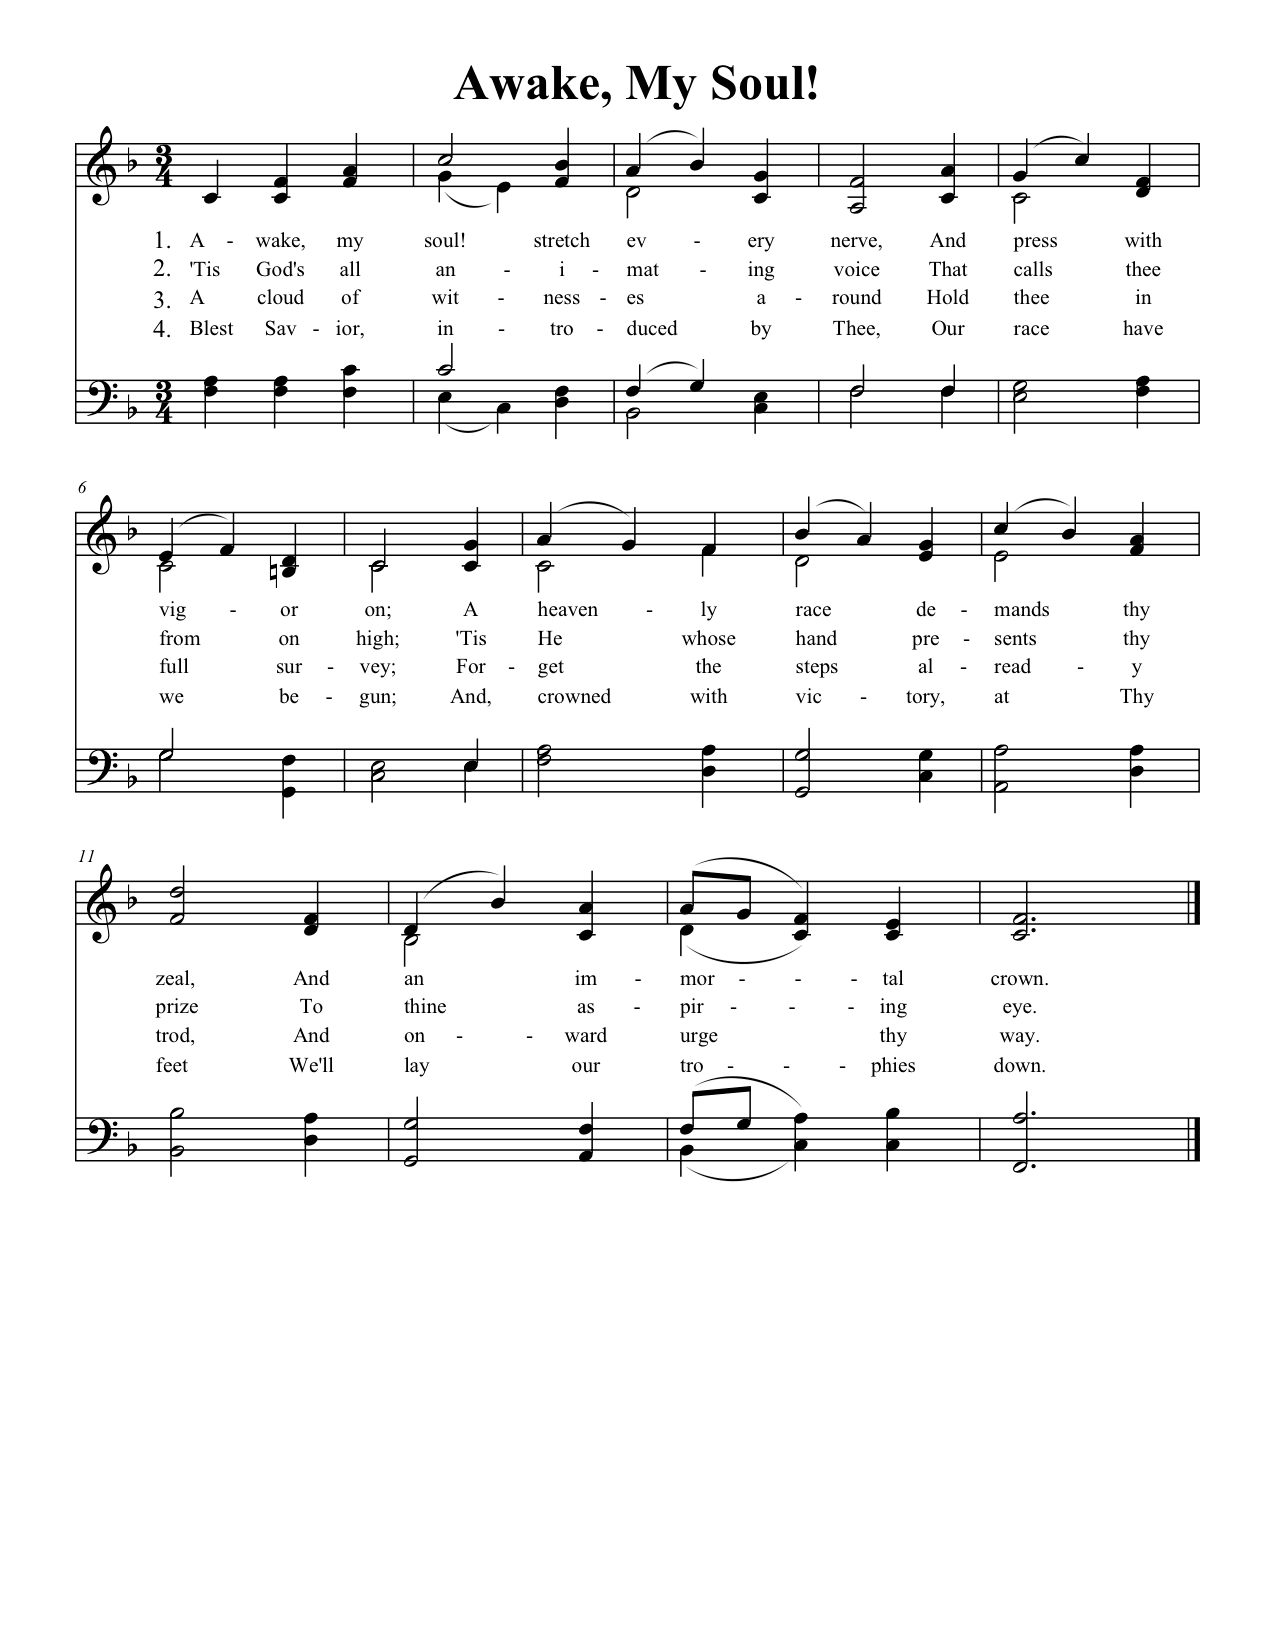 Awake, My Soul!
3 4
1. A - wake, my soul! stretch ev - ery nerve, And press with
2. 'Tis God's all an - i - mat - ing voice That calls thee
3. A cloud of wit - ness - es a - round Hold thee in
4. Blest Sav - ior, in - tro - duced by Thee, Our race have
3 4
6
vig - or on; A heaven - ly race de - mands thy
from on high; 'Tis He whose hand pre - sents thy
full sur - vey; For - get the steps al - read - y
we be - gun; And, crowned with vic - tory, at Thy
11
zeal, And an im - mor - - - tal crown.
prize To thine as - pir - - - ing eye.
trod, And on - - ward urge thy way.
feet We'll lay our tro - - - phies down.